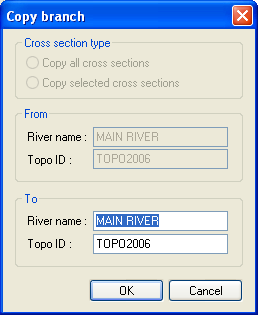 Copy branch
Cross section type
Copy all cross sections
Copy selected cross sections
From
River name : MAIN RIVER
Topo ID : TOPO2006
To
River name : MAIN RIVER
Topo ID : TOPO2006
OK Cancel